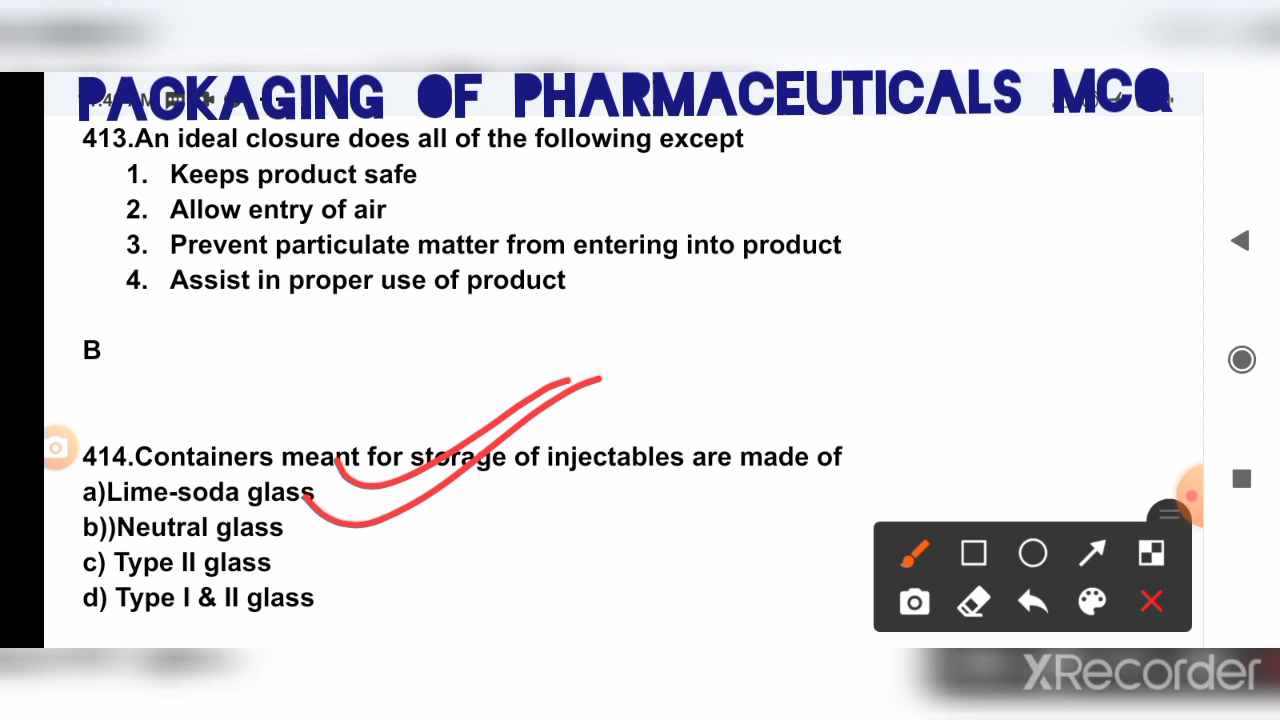 PACKAGING OF PHARMACEUTICALS MCQ
413.An ideal closure does all of the following except
1. Keeps product safe
2. Allow entry of air
3. Prevent particulate matter from entering into product
4. Assist in proper use of product
B
414.Containers meant for storage of injectables are made of
a)Lime-soda glass
b))Neutral glass
c) Type II glass
d) Type I & II glass
XRecorder